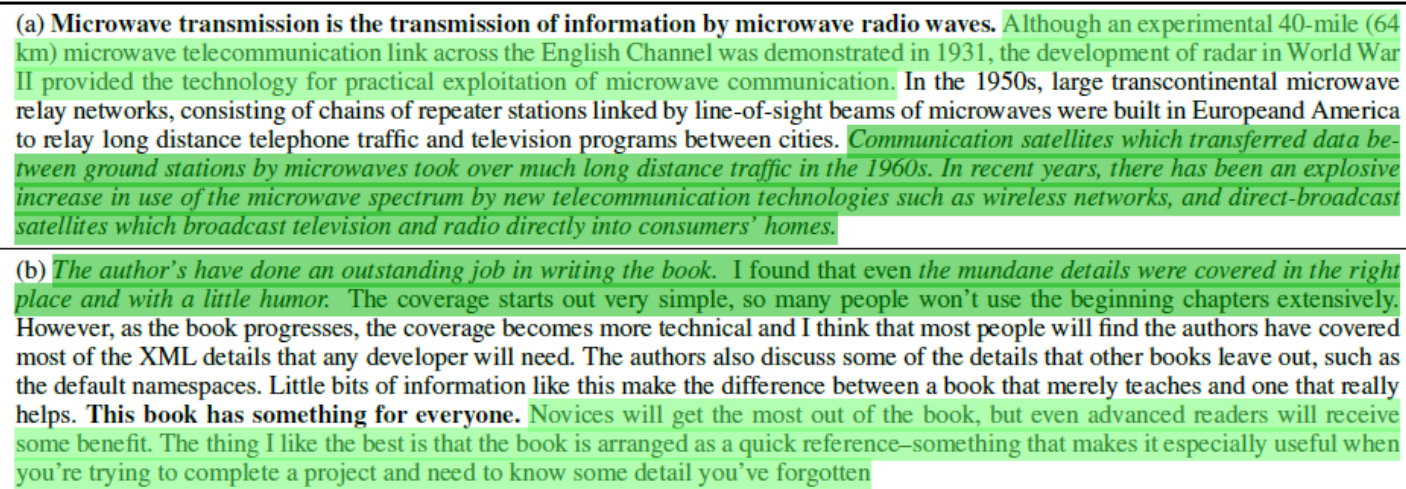 (a) Microwave transmission is the transmission of information by microwave radio waves. Although an experimental 40-mile (64
km) microwave telecommunication link across the English Channel was demonstrated in 1931, the development of radar in World War
II provided the technology for practical exploitation of microwave communication. In the 1950s, large transcontinental microwave
relay networks, consisting of chains of repeater stations linked by line-of-sight beams of microwaves were built in Europeand America
to relay long distance telephone traffic and television programs between cities. Communication satellites which transferred data be-
tween ground stations by microwaves took over much long distance traffic in the 1960s. In recent years, there has been an explosive
increase in use of the microwave spectrum by new telecommunication technologies such as wireless networks, and direct-broadcast
satellites which broadcast television and radio directly into consumers' homes.
(b) The author's have done an outstanding job in writing the book. I found that even the mundane details were covered in the right
place and with a little humor. The coverage starts out very simple, so many people won't use the beginning chapters extensively.
However, as the book progresses, the coverage becomes more technical and I think that most people will find the authors have covered
most of the XML details that any developer will need. The authors also discuss some of the details that other books leave out, such as
the default namespaces. Little bits of information like this make the difference between a book that merely teaches and one that really
helps. This book has something for everyone. Novices will get the most out of the book, but even advanced readers will receive
some benefit. The thing I like the best is that the book is arranged as a quick reference–something that makes it especially useful when
you're trying to complete a project and need to know some detail you've forgotten